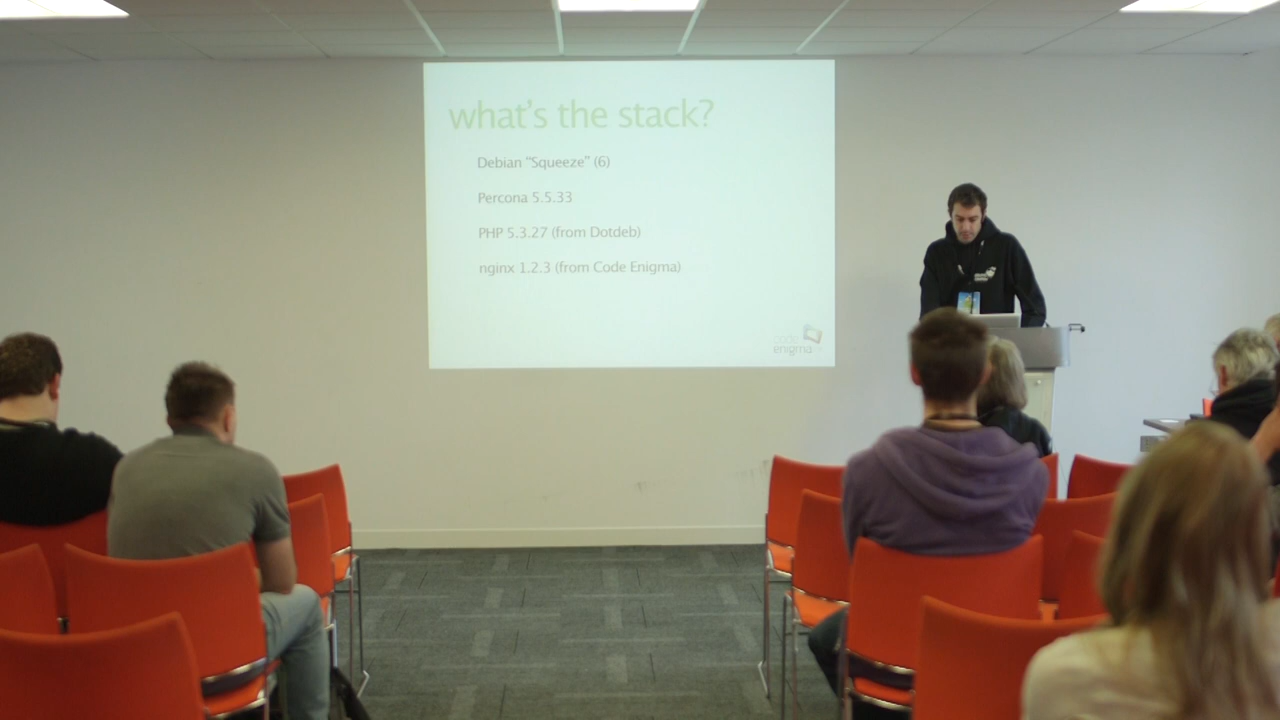 what's the stack?
Debian "Squeeze" (6)
Percona 5.5.33
PHP 5.3.27 (from Dotdeb)
nginx 1.2.3 (from Code Enigma)
code
enigma